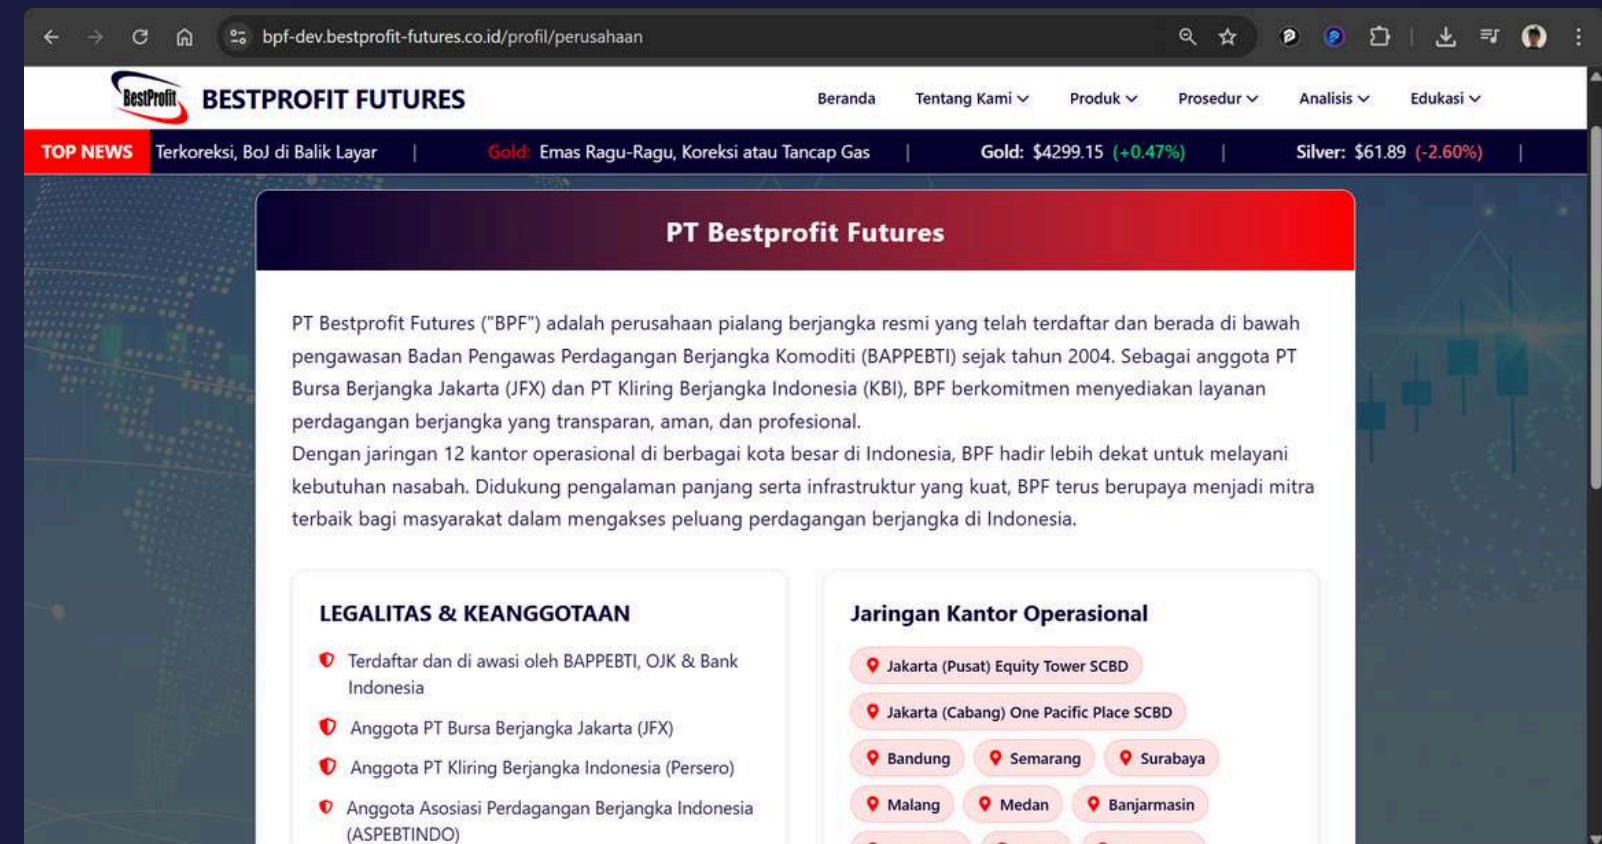 bpf-dev.bestprofit-futures.co.id/profil/perusahaan
BestProfit
BESTPROFIT FUTURES
Beranda
Tentang Kami
Produk
Prosedur
Analisis
Edukasi
TOP NEWS
Terkoreksi, BoJ di Balik Layar | Gold: Emas Ragu-Ragu, Koreksi atau Tancap Gas | Gold: $4299.15 (+0.47%) | Silver: $61.89 (-2.60%) |
PT Bestprofit Futures
PT Bestprofit Futures ("BPF") adalah perusahaan pialang berjangka resmi yang telah terdaftar dan berada di bawah
pengawasan Badan Pengawas Perdagangan Berjangka Komoditi (BAPPEBTI) sejak tahun 2004. Sebagai anggota PT
Bursa Berjangka Jakarta (JFX) dan PT Kliring Berjangka Indonesia (KBI), BPF berkomitmen menyediakan layanan
perdagangan berjangka yang transparan, aman, dan profesional.
Dengan jaringan 12 kantor operasional di berbagai kota besar di Indonesia, BPF hadir lebih dekat untuk melayani
kebutuhan nasabah. Didukung pengalaman panjang serta infrastruktur yang kuat, BPF terus berupaya menjadi mitra
terbaik bagi masyarakat dalam mengakses peluang perdagangan berjangka di Indonesia.
LEGALITAS & KEANGGOTAAN
Terdaftar dan di awasi oleh BAPPEBTI, OJK & Bank
Indonesia
Anggota PT Bursa Berjangka Jakarta (JFX)
Anggota PT Kliring Berjangka Indonesia (Persero)
Anggota Asosiasi Perdagangan Berjangka Indonesia
(ASPEBTINDO)
Jaringan Kantor Operasional
Jakarta (Pusat) Equity Tower SCBD
Jakarta (Cabang) One Pacific Place SCBD
Bandung
Semarang
Surabaya
Malang
Medan
Banjarmasin